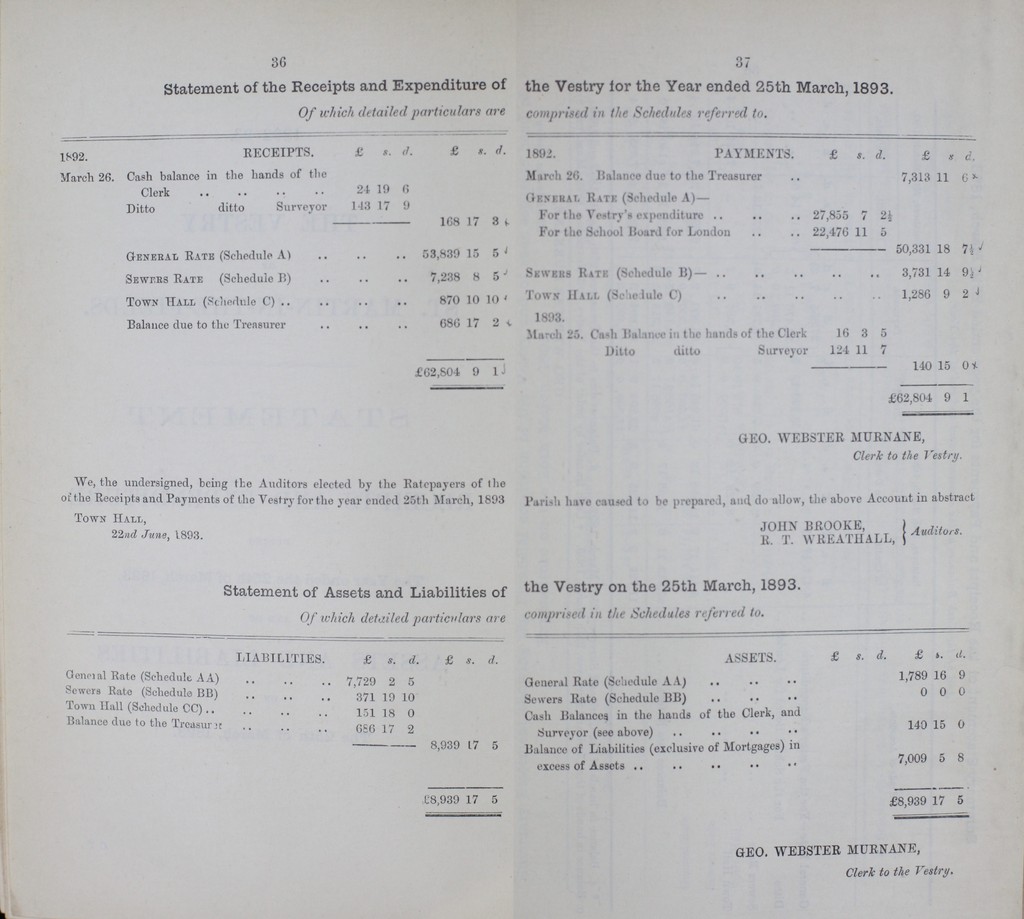 36
Statement of the Receipts and Expenditure of
Of which detailed particulars are
1892. RECEIPTS. £ s. d. £ s. d.
March 26. Cash balance in the hands of the
Clerk .. .. .. .. 24 19 6
Ditto ditto Surveyor 143 17 9
168 17 3
GENERAL RATE (Schedule A) .. .. .. 53,839 15 5
SEWERS RATE (Schedule B) .. .. .. 7,238 8 5
TOWN HALL (Schedule C) .. .. .. .. 870 10 10
Balance due to the Treasurer .. .. .. 686 17 2
£62,804 9 1
We, the undersigned, being the Auditors elected by the Ratepayers of the
of the Receipts and Payments of the Vestry for the year ended 25th March, 1893
TOWN HALL,
22nd June, 1893.
Statement of Assets and Liabilities of
Of which detailed particulars are
LIABILITIES. £ s. d. £ s. d.
General Rate (Schedule AA) .. .. .. 7,729 2 5
Sewers Rate (Schedule BB) .. .. .. 371 19 10
Town Hall (Schedule CC) .. .. .. .. 151 18 0
Balance due to the Treasurer .. .. .. 686 17 2
8,939 17 5
£8,939 17 5
37
the Vestry for the Year ended 25th March, 1893.
comprised in the Schedules referred to.
1892. PAYMENTS. £ s. d. £ s d.
March 26. Balance due to the Treasurer .. 7,313 11 6
GENERAL RATE (Schedule A)—
For the Vestry's expenditure .. .. .. 27,855 7 2½
For the School Board for London .. .. 22,476 11 5
50,331 18 7½
SEWERS RATE (Schedule B)— .. .. .. .. .. 3,731 14 9½
TOWN HALL (Schedule C) .. .. .. .. .. 1,286 9 2
1893.
March 25. Cash Balance in the hands of the Clerk 16 3 5
Ditto ditto Surveyor 124 11 7
140 15 0
£62,804 9 1
GEO. WEBSTER MURNANE,
Clerk to the Vestry.
Parish have caused to be prepared, and do allow, the above Account in abstract
JOHN BROOKE,
R. T. WREATHALL, } Auditors.
the Vestry on the 25th March, 1893.
comprised in the Schedules referred to.
ASSETS. £ s. d. £ s. d.
General Rate (Schedule AA) .. .. .. 1,789 16 9
Sewers Rate (Schedule BB) .. .. .. 0 0 0
Cash Balances in the hands of the Clerk, and
Surveyor (see above) .. .. .. .. 140 15 0
Balance of Liabilities (exclusive of Mortgages) in
excess of Assets .. .. .. .. .. 7,009 5 8
£8,939 17 5
GEO. WEBSTER MURNANE,
Clerk to the Vestry.